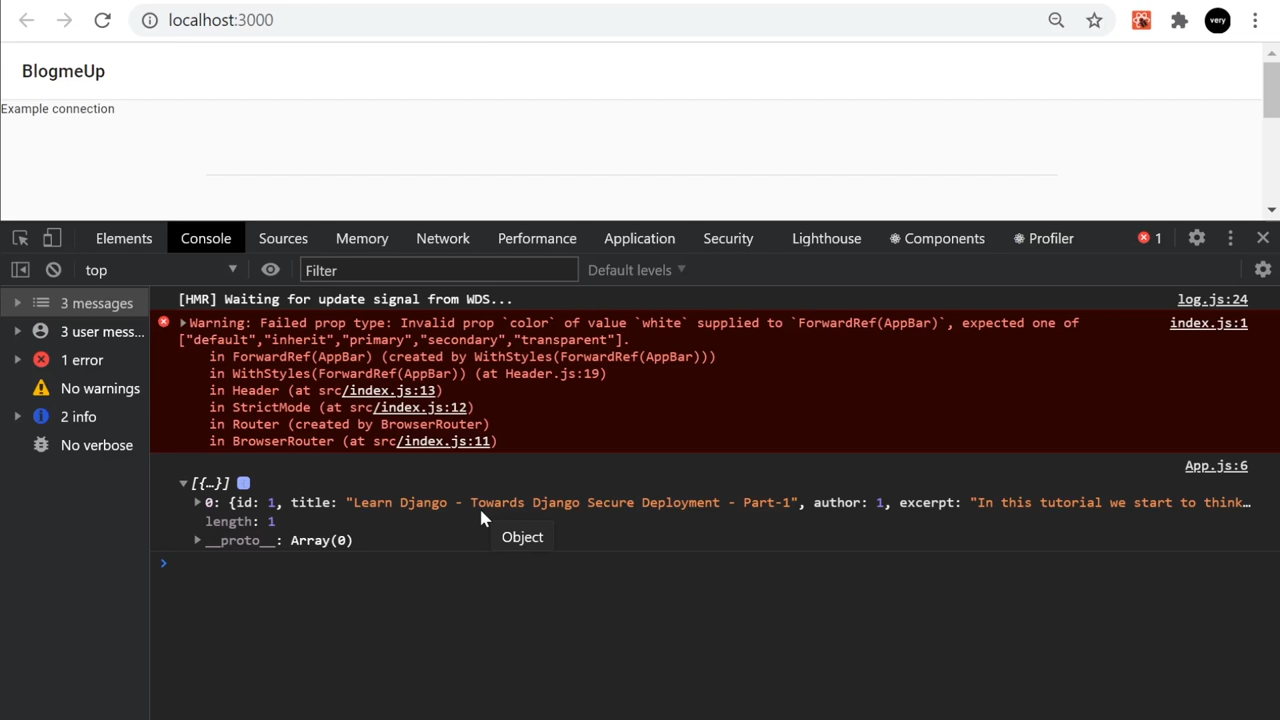 localhost:3000
very
BlogmeUp
Example connection
Elements Console Sources Memory Network Performance Application Security Lighthouse Components Profiler 1
top Filter Default levels
3 messages
3 user mess...
1 error
No warnings
2 info
No verbose
[HMR] Waiting for update signal from WDS... log.js:24
Warning: Failed prop type: Invalid prop `color` of value `white` supplied to `ForwardRef(AppBar)`, expected one of index.js:1
["default","inherit","primary","secondary","transparent"].
in ForwardRef(AppBar) (created by WithStyles(ForwardRef(AppBar)))
in WithStyles(ForwardRef(AppBar)) (at Header.js:19)
in Header (at src/index.js:13)
in StrictMode (at src/index.js:12)
in Router (created by BrowserRouter)
in BrowserRouter (at src/index.js:11)
App.js:6
[{…}] i
0: {id: 1, title: "Learn Django - Towards Django Secure Deployment - Part-1", author: 1, excerpt: "In this tutorial we start to think…
length: 1
__proto__: Array(0)
Object